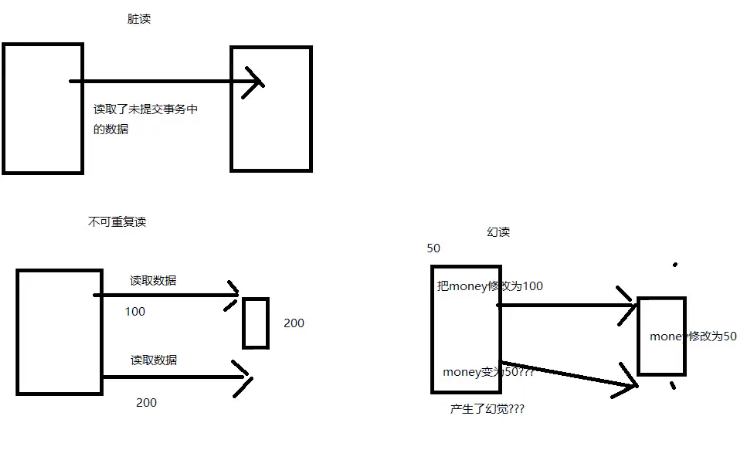 脏读
读取了未提交事务中
的数据
不可重复读
读取数据
100
200
读取数据
200
幻读
50
把money修改为100
money修改为50
money变为50???
产生了幻觉???